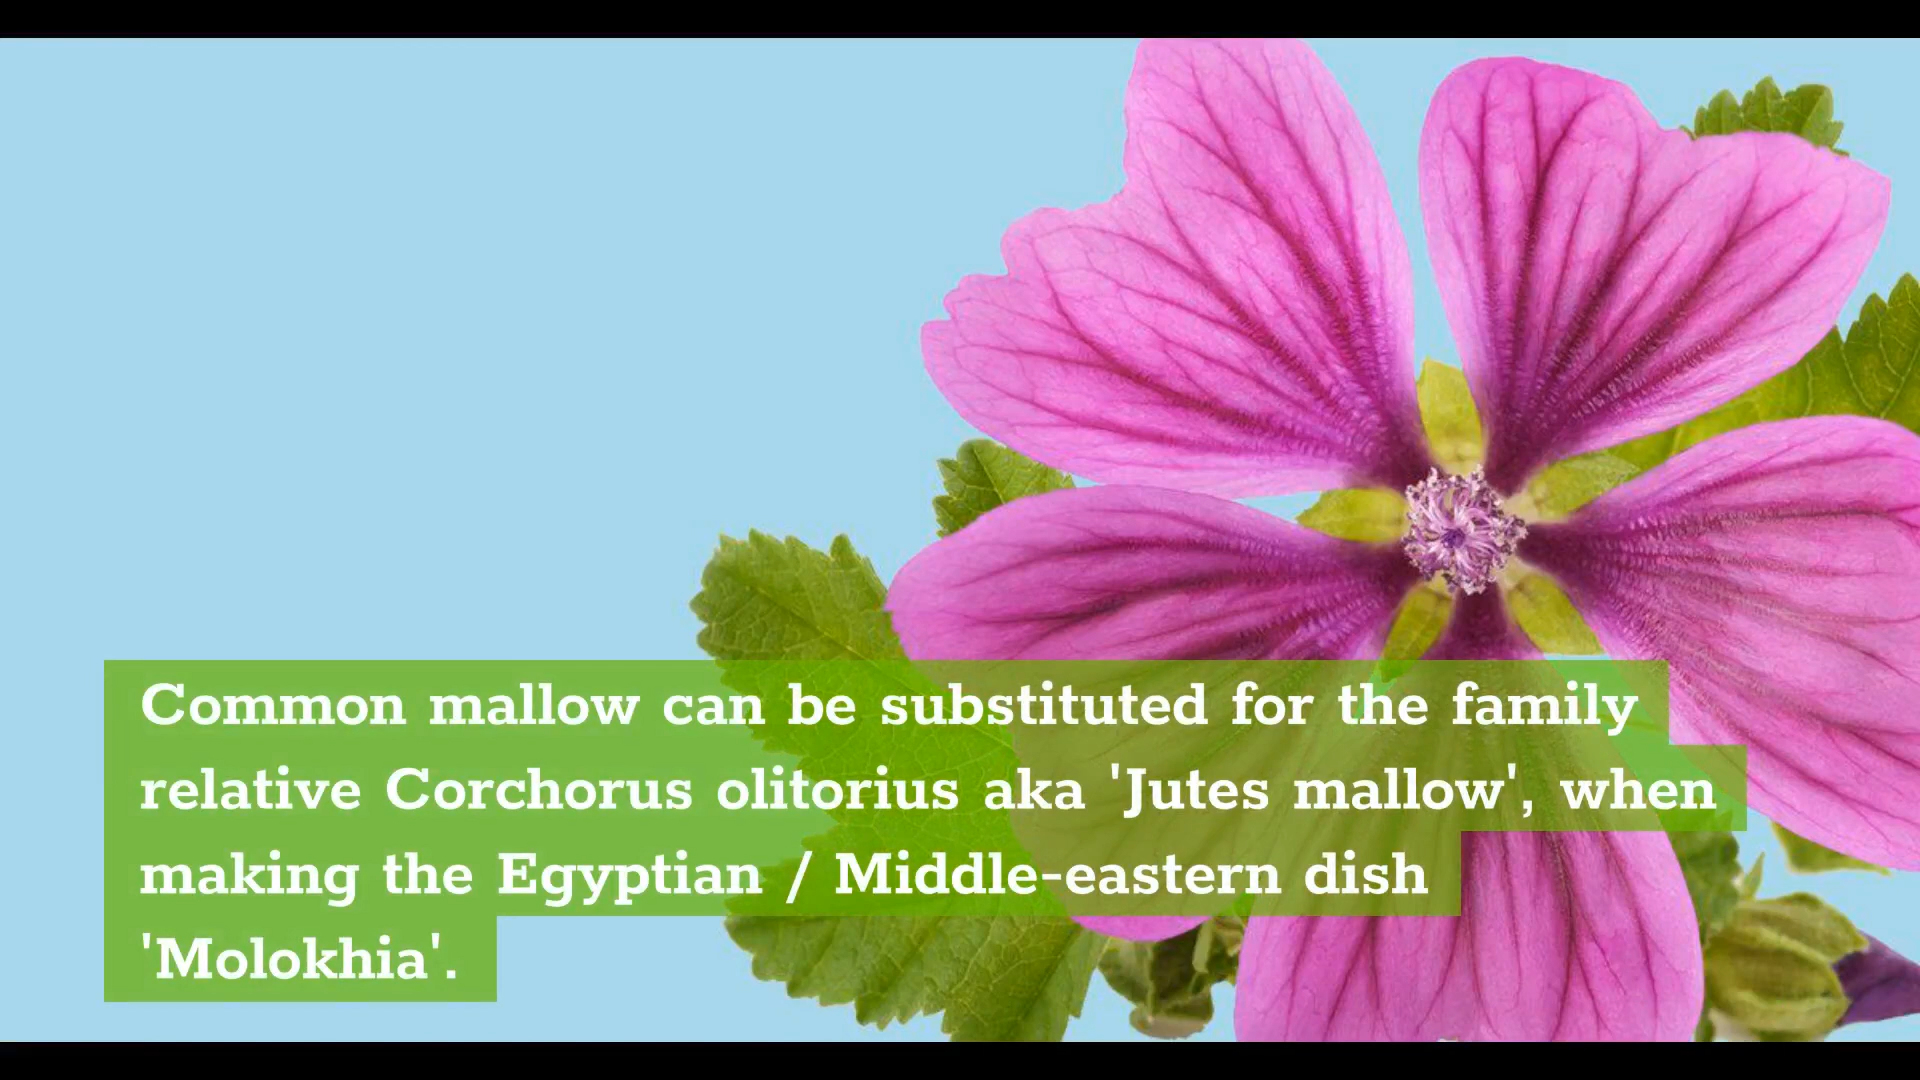 Common mallow can be substituted for the family
relative Corchorus olitorius aka 'Jutes mallow', when
making the Egyptian / Middle-eastern dish
'Molokhia'.